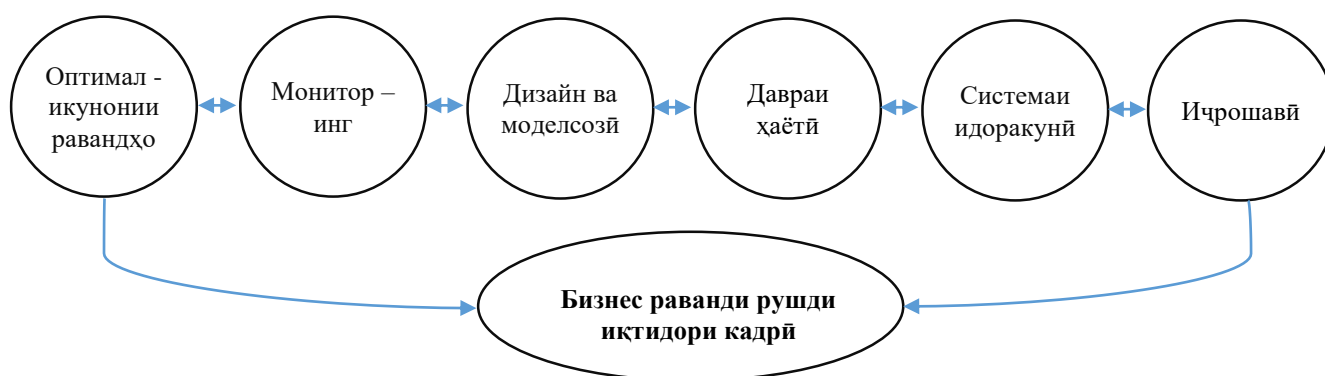 Оптимал -
икунонии
равандҳо
Монитор –
инг
Дизайн ва
моделсозӣ
Давраи
ҳаётӣ
Системаи
идоракунӣ
Иҷрошавӣ
Бизнес раванди рушди
иқтидори кадрӣ